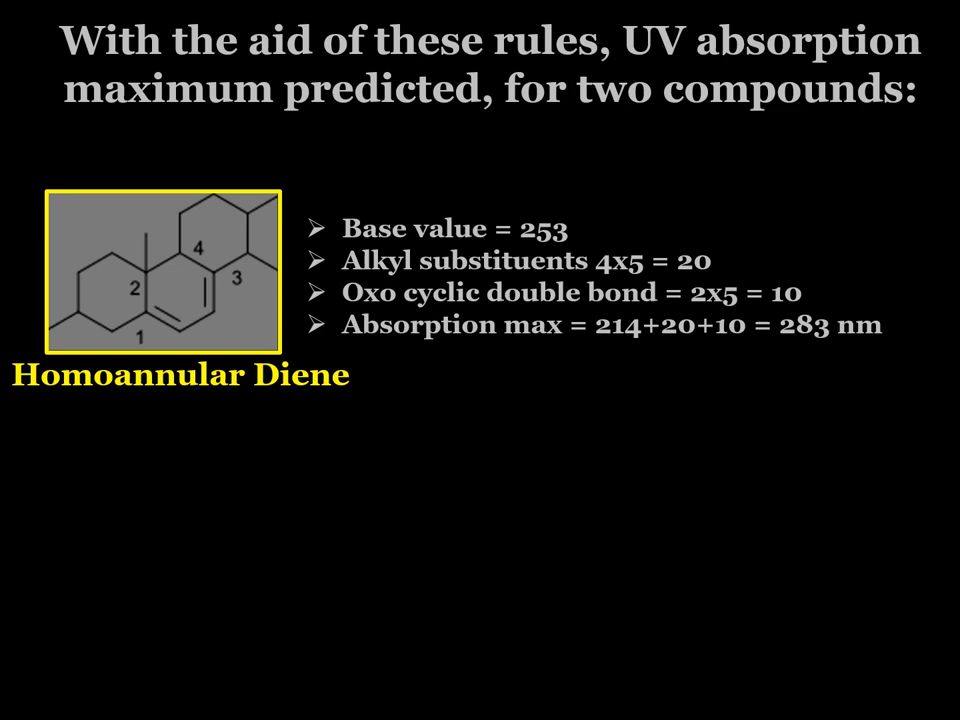 With the aid of these rules, UV absorption
maximum predicted, for two compounds:
4
3
2
1
Base value = 253
Alkyl substituents 4x5 = 20
Oxo cyclic double bond = 2x5 = 10
Absorption max = 214+20+10 = 283 nm
Homoannular Diene